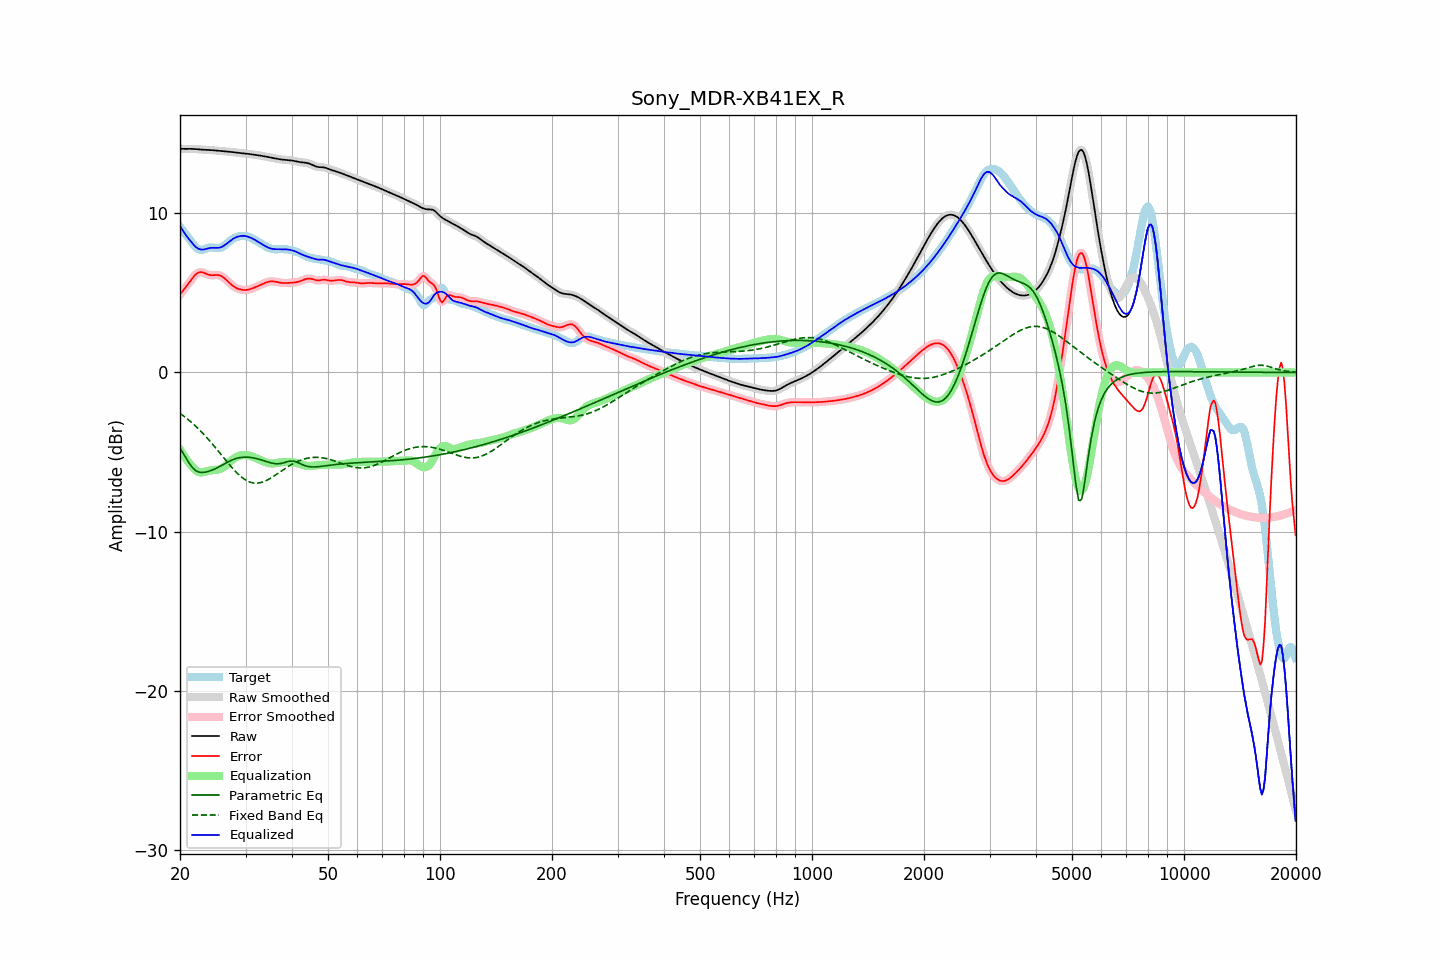 Sony_MDR-XB41EX_R
Amplitude (dBr)
10
0
−10
−20
−30
Target
Raw Smoothed
Error Smoothed
Raw
Error
Equalization
Parametric Eq
Fixed Band Eq
Equalized
20
50
100
200
500
1000
2000
5000
10000
20000
Frequency (Hz)